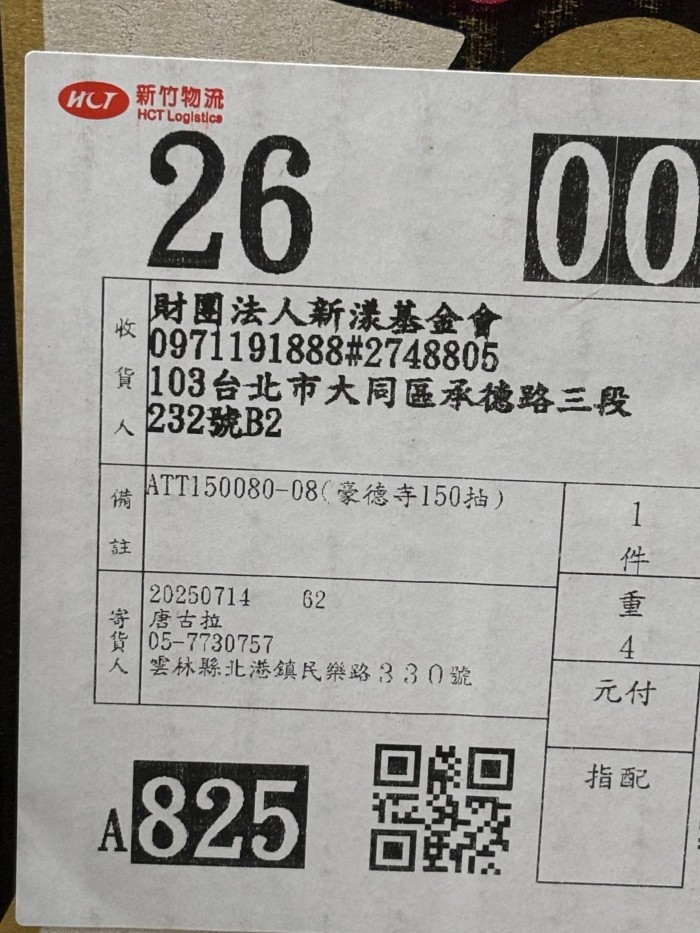 HCT 新竹物流
HCT Logistics
26 00
收貨人
財團法人新漾基金會
0971191888#2748805
103台北市大同區承德路三段
232號B2
備註
ATT150080-08(豪德寺150抽)
1
件
寄貨人
20250714 62
唐古拉
05-7730757
雲林縣北港鎮民樂路330號
重
4
元付
指配
A825